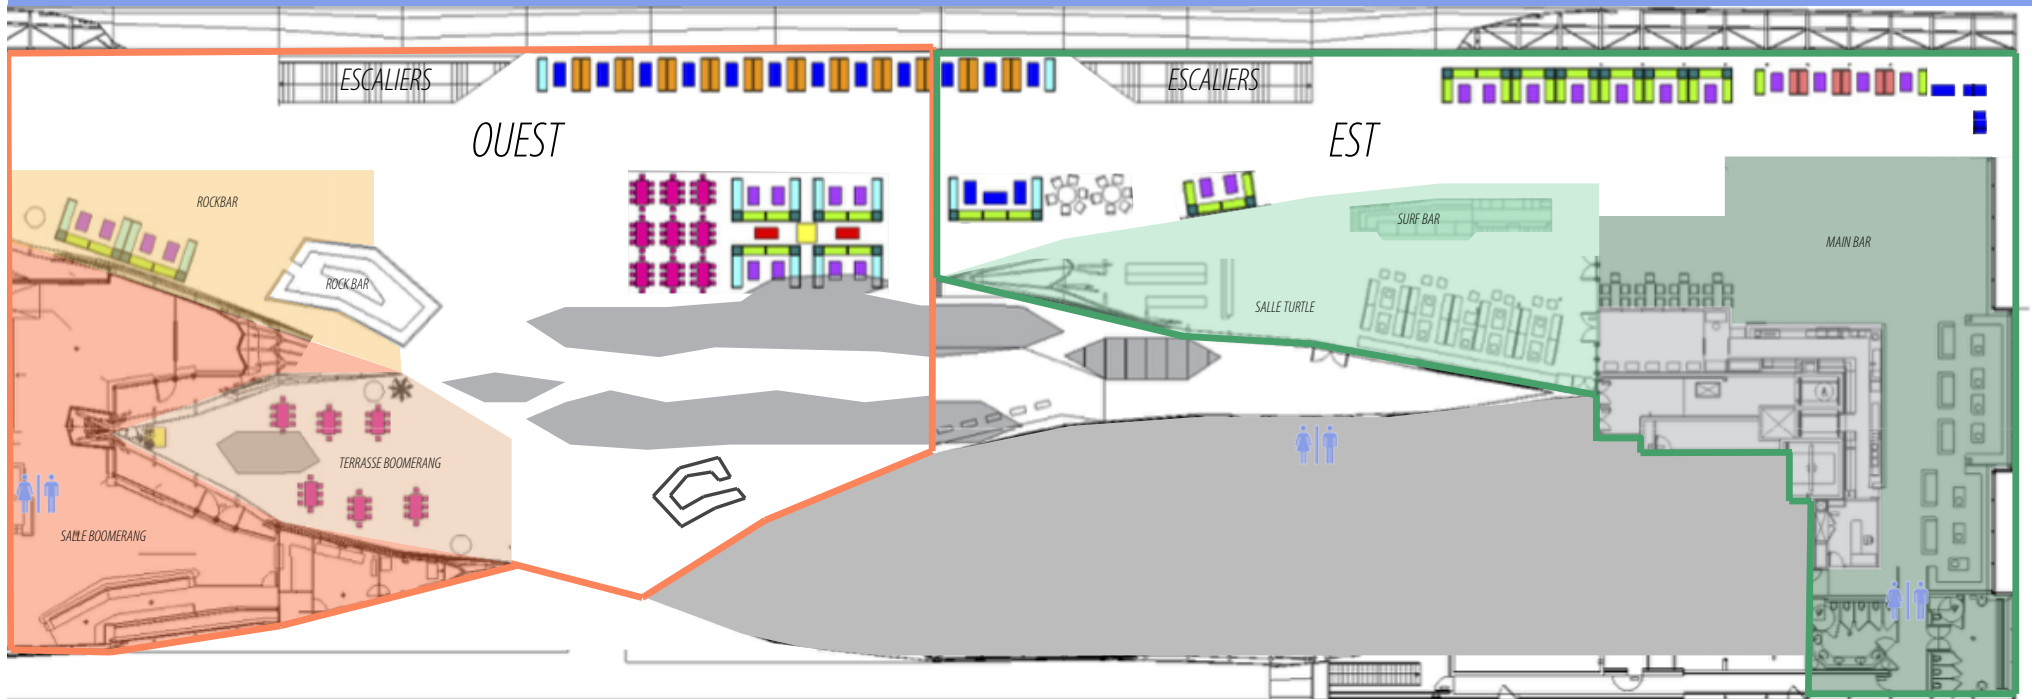 ESCALIERS
ESCALIERS
OUEST
EST
ROCKBAR
SURF BAR
MAIN BAR
ROCK BAR
SALLE TURTLE
TERRASSE BOOMERANG
SALLE BOOMERANG